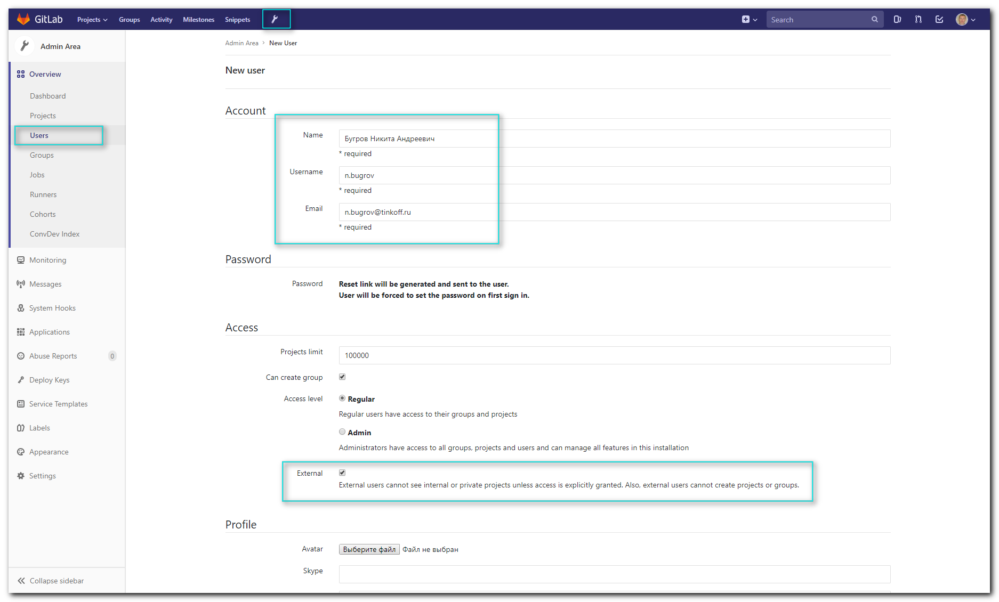 GitLab Projects Groups Activity Milestones Snippets Search
Admin Area
Overview
Dashboard
Projects
Users
Groups
Jobs
Runners
Cohorts
ConvDev Index
Monitoring
Messages
System Hooks
Applications
Abuse Reports 0
Deploy Keys
Service Templates
Labels
Appearance
Settings
Collapse sidebar
Admin Area > New User
New user
Account
Name Бугров Никита Андреевич
* required
Username n.bugrov
* required
Email n.bugrov@tinkoff.ru
* required
Password
Password Reset link will be generated and sent to the user.
User will be forced to set the password on first sign in.
Access
Projects limit 100000
Can create group
Access level Regular
Regular users have access to their groups and projects
Admin
Administrators have access to all groups, projects and users and can manage all features in this installation
External
External users cannot see internal or private projects unless access is explicitly granted. Also, external users cannot create projects or groups.
Profile
Avatar Выберите файл Файл не выбран
Skype